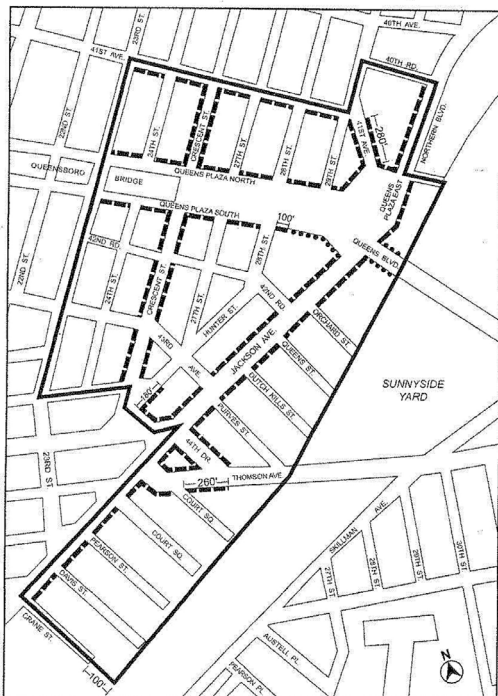 40TH AVE.
23RD ST.
41ST AVE.
40TH RD.
22ND ST.
24TH ST.
CRESCENT ST.
27TH ST.
28TH ST.
29TH ST.
41ST AVE.
280'
NORTHERN BLVD.
QUEENSBORO
BRIDGE
QUEENS PLAZA NORTH
QUEENS PLAZA EAST
QUEENS PLAZA SOUTH
100'
QUEENS BLVD.
42ND RD.
28TH ST.
22ND ST.
24TH ST.
CRESCENT ST.
27TH ST.
HUNTER ST.
42ND RD.
43RD
AVE.
JACKSON AVE.
ORCHARD ST.
QUEENS ST.
DUTCH KILLS ST.
PURVES ST.
SUNNYSIDE
YARD
180'
44TH DR.
23RD ST.
260'
THOMSON AVE.
COURT SQ.
COURT SQ.
PEARSON ST.
DAVIS ST.
CRANE ST.
100'
SKILLMAN AVE.
27TH ST.
28TH ST.
29TH ST.
30TH ST.
AUSTELL PL.
PEARSON PL.
N